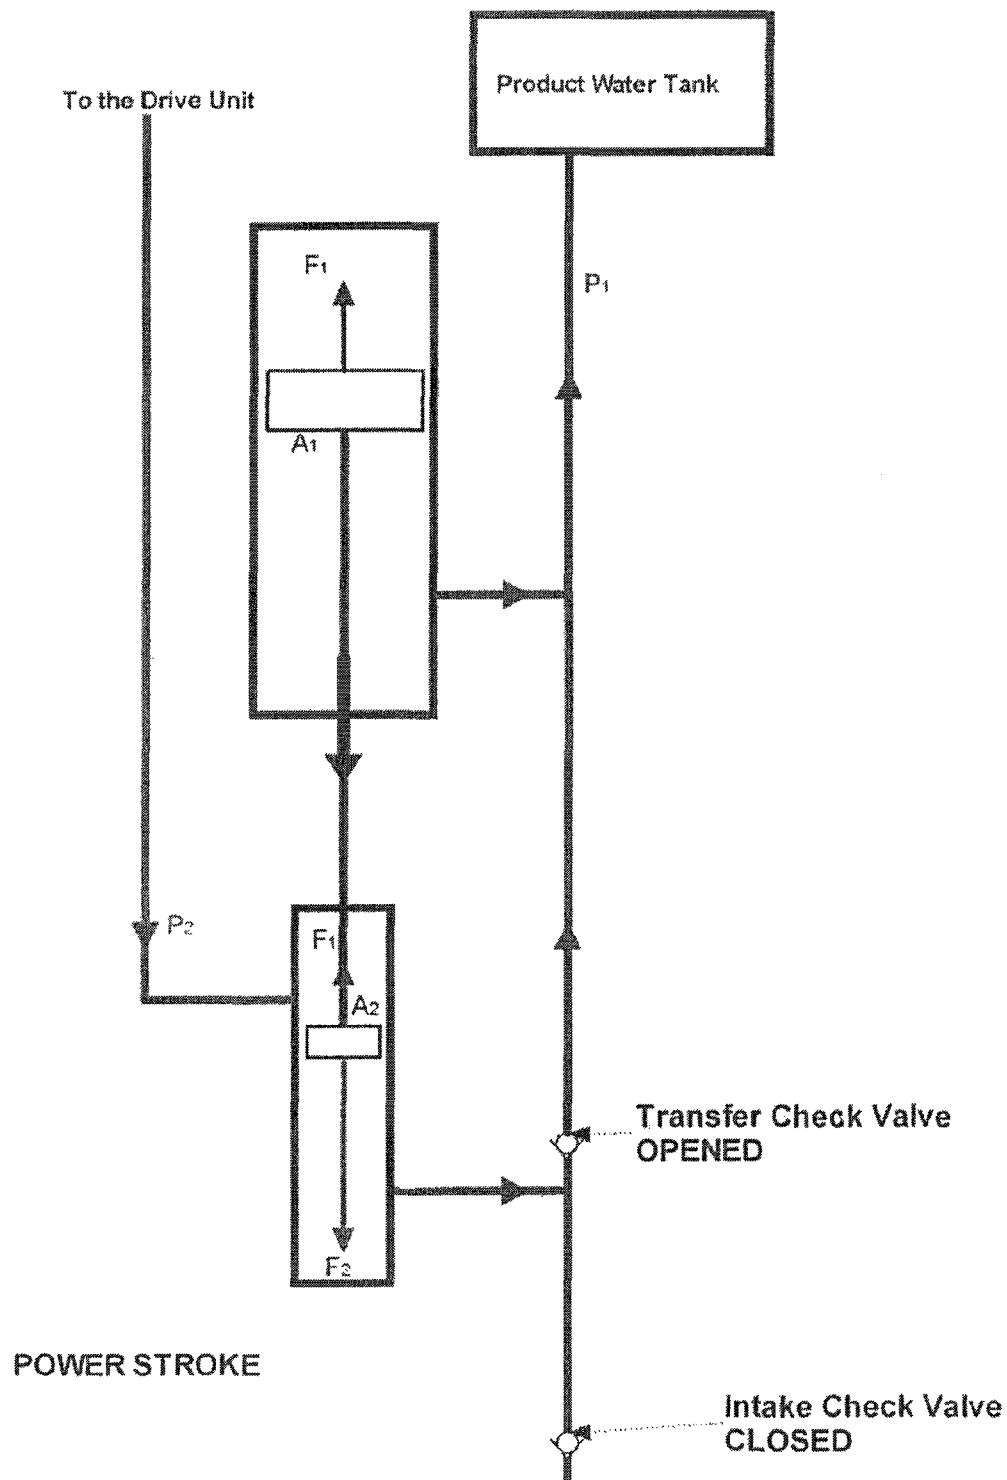 Product Water Tank
To the Drive Unit
F₁
P₁
A₁
P₂
F₁
A₂
Transfer Check Valve
OPENED
F₂
POWER STROKE
Intake Check Valve
CLOSED